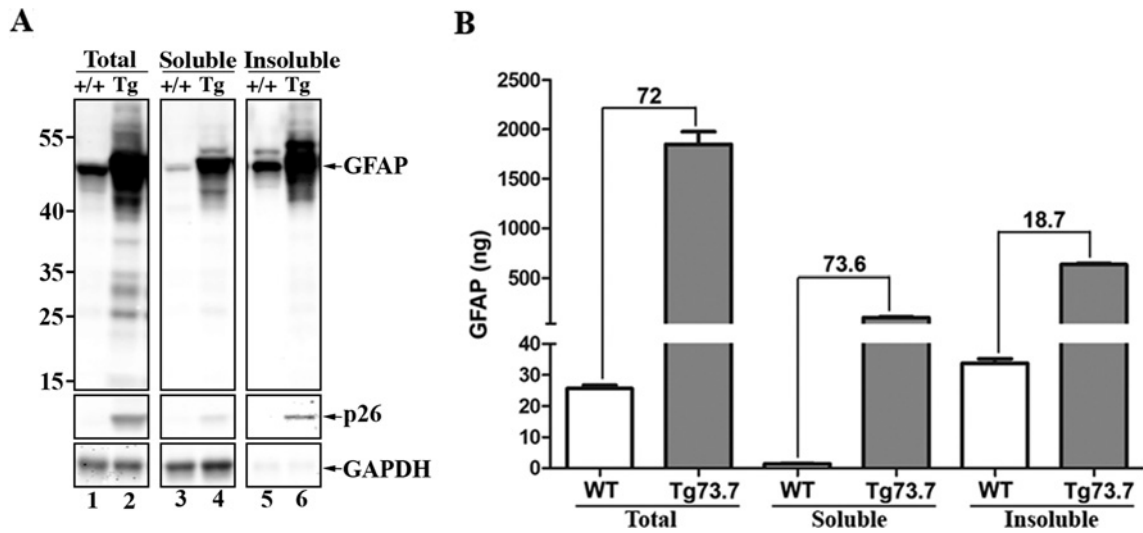 A
Total Soluble Insoluble
+/+ Tg +/+ Tg +/+ Tg
55
GFAP
40
35
25
15
p26
GAPDH
1 2 3 4 5 6
B
GFAP (ng)
2500
2000
1500
1000
500
40
30
20
10
0
72
73.6
18.7
WT Tg73.7 WT Tg73.7 WT Tg73.7
Total Soluble Insoluble